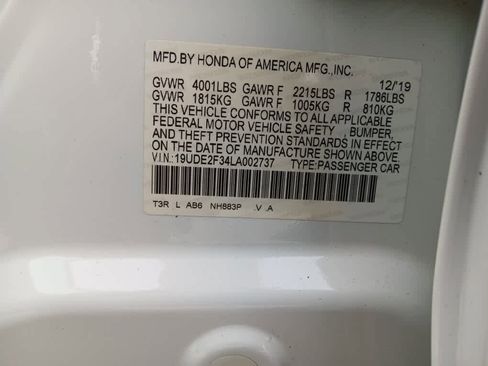 MFD.BY HONDA OF AMERICA MFG.,INC. 12/'19
GVWR 4001LBS GAWR F 2215LBS R 1786LBS
GVWR 1815KG GAWR F 1005KG R 810KG
THIS VEHICLE CONFORMS TO ALL APPLICABLE
FEDERAL MOTOR VEHICLE SAFETY BUMPER,
AND THEFT PREVENTION STANDARDS IN EFFECT
ON THE DATE OF MANUFACTURE SHOWN ABOVE.
V.I.N.:19UDE2F34LA002737 TYPE:PASSENGER CAR
T3R L AB6 NH883P .V .A